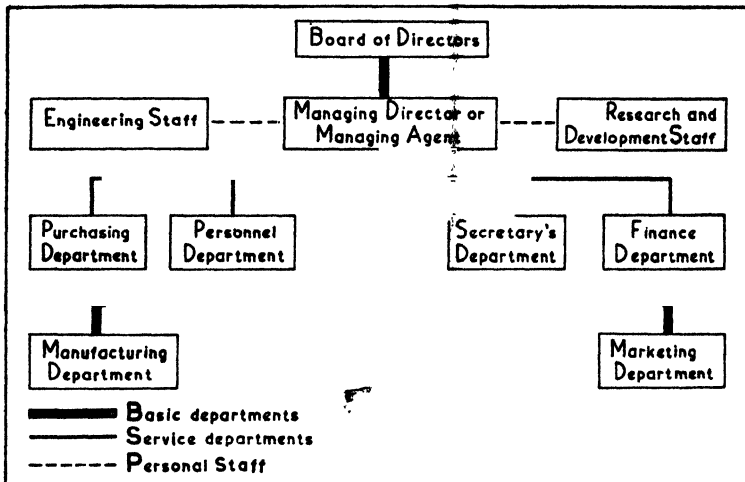 Board of Directors
Engineering Staff
Managing Director or
Managing Agent
Research and
Development Staff
Purchasing
Department
Personnel
Department
Secretary's
Department
Finance
Department
Manufacturing
Department
Marketing
Department
Basic departments
Service departments
Personal Staff